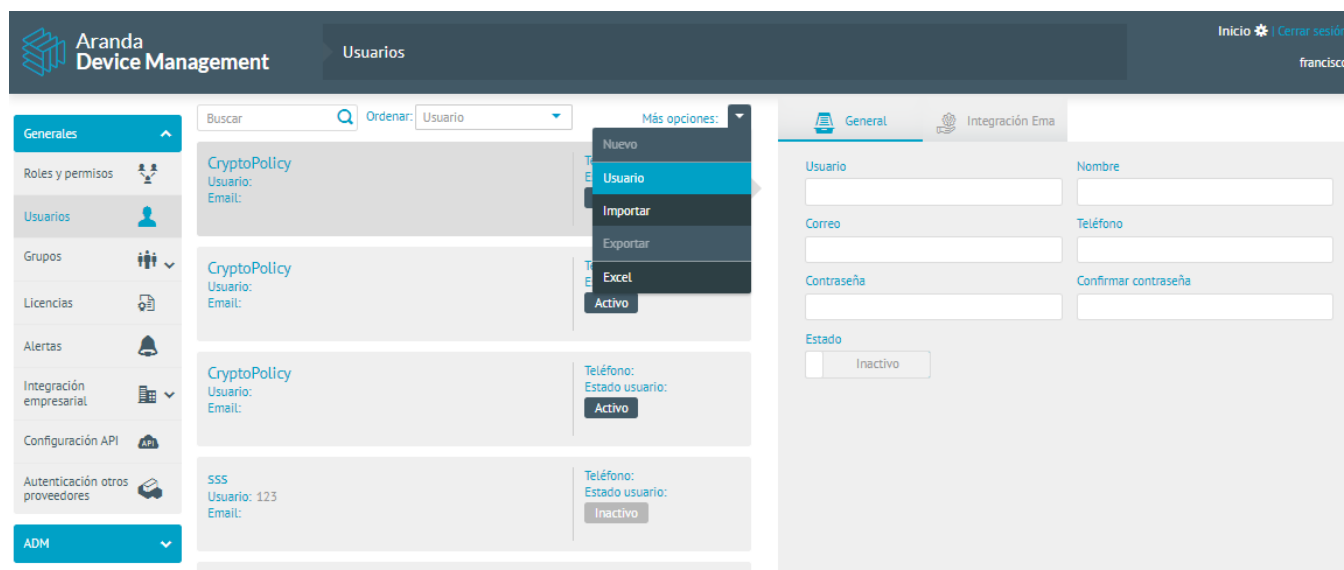 Aranda
Device Management
Usuarios
Inicio | Cerrar sesión
francisco
Generales
Roles y permisos
Usuarios
Grupos
Licencias
Alertas
Integración
empresarial
Configuración API
API
Autenticación otros
proveedores
ADM
Buscar
Ordenar: Usuario
Más opciones:
Nuevo
Usuario
Importar
Exportar
Excel
CryptoPolicy
Usuario:
Email:
CryptoPolicy
Usuario:
Email:
Activo
CryptoPolicy
Usuario:
Email:
Teléfono:
Estado usuario:
Activo
sss
Usuario: 123
Email:
Teléfono:
Estado usuario:
Inactivo
General
Integración Ema
Usuario
Nombre
Correo
Teléfono
Contraseña
Confirmar contraseña
Estado
Inactivo